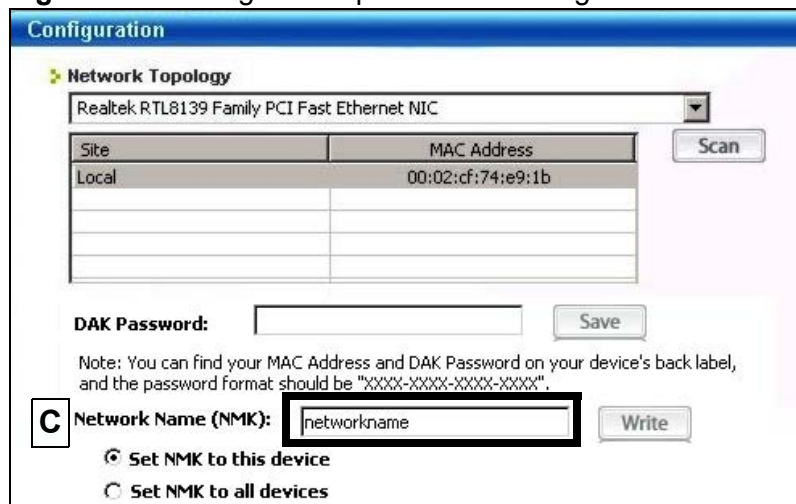 Configuration
Network Topology
Realtek RTL8139 Family PCI Fast Ethernet NIC
Site MAC Address Scan
Local 00:02:cf:74:e9:1b
DAK Password: Save
Note: You can find your MAC Address and DAK Password on your device's back label,
and the password format should be "XXXX-XXXX-XXXX-XXXX".
C Network Name (NMK): networkname Write
Set NMK to this device
Set NMK to all devices